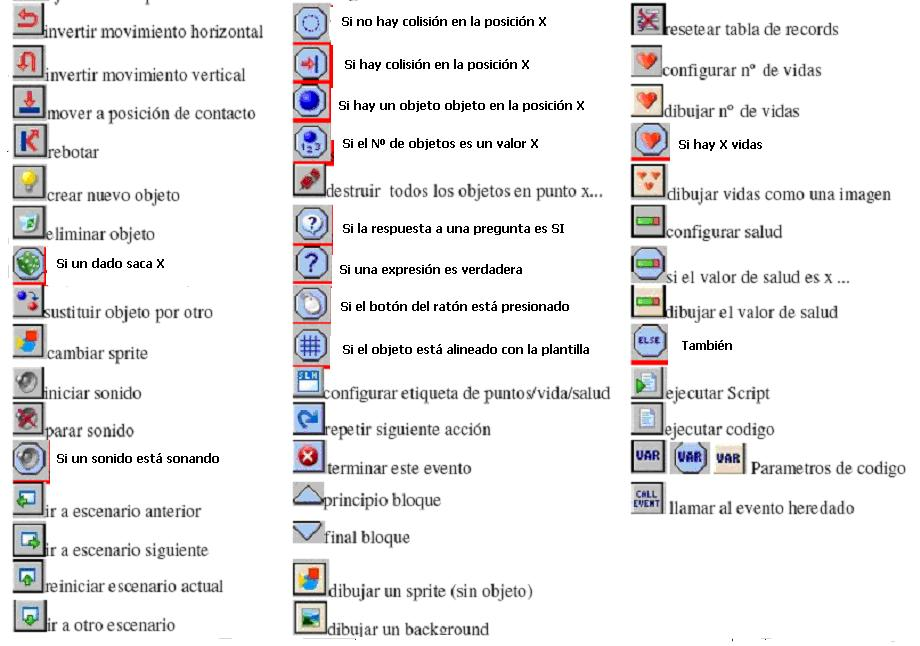 invertir movimiento horizontal
invertir movimiento vertical
mover a posición de contacto
rebotar
crear nuevo objeto
eliminar objeto
Si un dado saca X
sustituir objeto por otro
cambiar sprite
iniciar sonido
parar sonido
Si un sonido está sonando
ir a escenario anterior
ir a escenario siguiente
reiniciar escenario actual
ir a otro escenario
Si no hay colisión en la posición X
Si hay colisión en la posición X
Si hay un objeto objeto en la posición X
123
Si el Nº de objetos es un valor X
destruir todos los objetos en punto x...
?
Si la respuesta a una pregunta es SI
?
Si una expresión es verdadera
Si el botón del ratón está presionado
Si el objeto está alineado con la plantilla
SLH
configurar etiqueta de puntos/vida/salud
repetir siguiente acción
terminar este evento
principio bloque
final bloque
dibujar un sprite (sin objeto)
dibujar un background
resetear tabla de records
configurar nº de vidas
dibujar nº de vidas
Si hay X vidas
dibujar vidas como una imagen
configurar salud
si el valor de salud es x ...
dibujar el valor de salud
ELSE
También
ejecutar Script
ejecutar codigo
VAR VAR VAR Parametros de codigo
CALL
EVENT
llamar al evento heredado